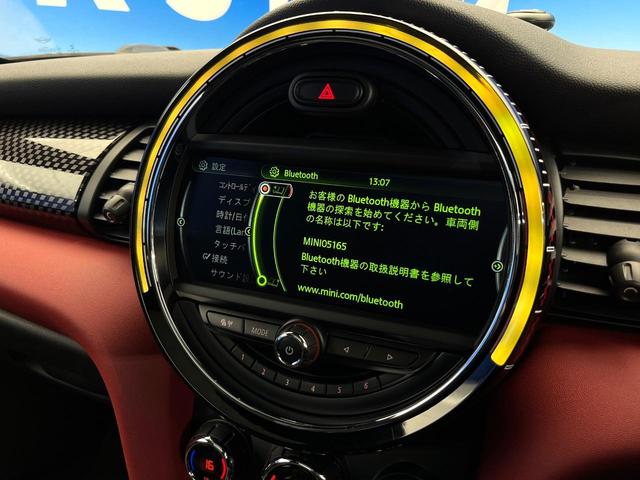 設定
Bluetooth
13:07
コントロールデ
ディスプ
時計/日付
言語(Lan
タッチパ
接続
サウンド設
お客様の Bluetooth機器から Bluetooth
機器の探索を始めてください。車両側
の名称は以下です:
MINI05165
Bluetooth機器の取扱説明書を参照して
下さい
www.mini.com/bluetooth
MODE
1
2
3
4
5
6
16